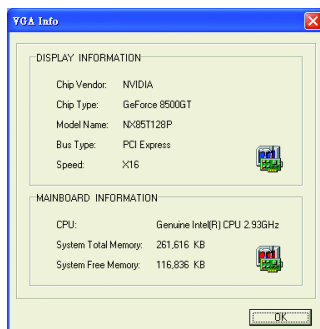 VGA Info
DISPLAY INFORMATION
Chip Vendor: NVIDIA
Chip Type: GeForce 8500GT
Model Name: NX85T128P
Bus Type: PCI Express
Speed: X16
MAINBOARD INFORMATION
CPU: Genuine Intel(R) CPU 2.93GHz
System Total Memory: 261,616 KB
System Free Memory: 116,836 KB
OK